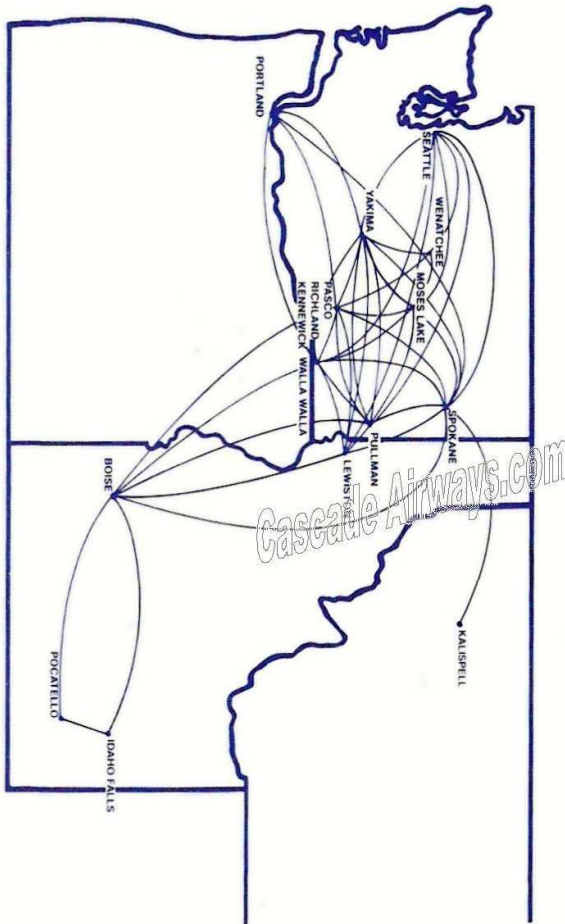 SEATTLE
PORTLAND
YAKIMA
WENATCHEE
MOSES LAKE
PASCO
RICHLAND
KENNEWICK
WALLA WALLA
SPOKANE
PULLMAN
LEWISTON
KALISPELL
BOISE
POCATELLO
IDAHO FALLS
Cascade Airways.com